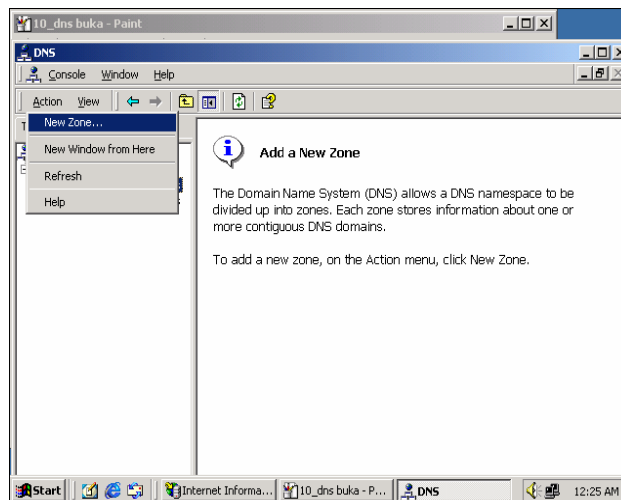 10_dns buka - Paint
DNS
Console Window Help
Action View
New Zone...
New Window from Here
Refresh
Help
Add a New Zone
The Domain Name System (DNS) allows a DNS namespace to be
divided up into zones. Each zone stores information about one or
more contiguous DNS domains.
To add a new zone, on the Action menu, click New Zone.
Start
Internet Informa...
10_dns buka - P...
DNS
12:25 AM